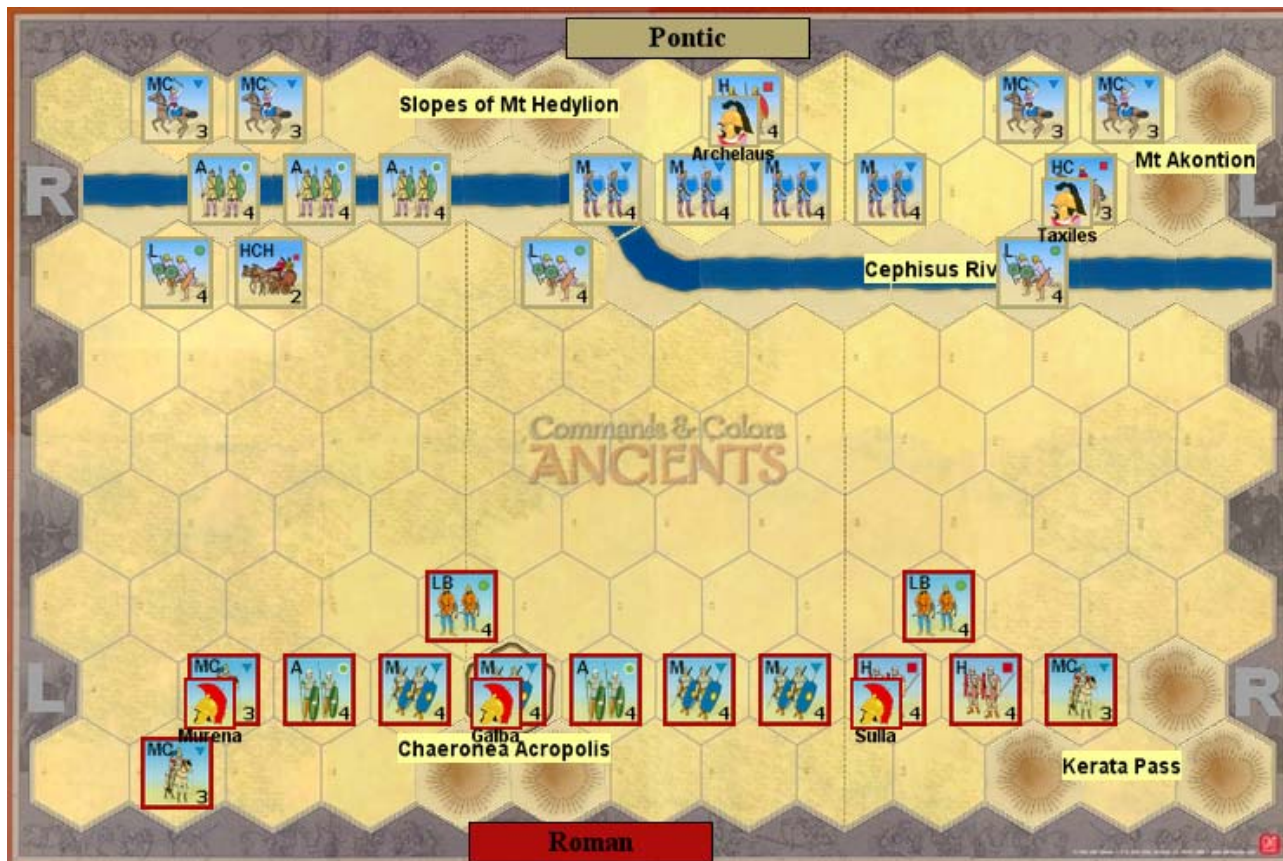 Pontic
MC 3
MC 3
Slopes of Mt Hedylion
H 4
Archelaus
MC 3
MC 3
Mt Akontion
R
A 4
A 4
A 4
M 4
M 4
M 4
M 4
HC 3
Taxiles
L
L 4
HCH 2
L 4
Cephisus Riv
L 4
Commands & Colors
ANCIENTS
LB 4
LB 4
L
MC 3
Murena
A 4
M 4
M 4
Galba
A 4
M 4
M 4
H 4
Sulla
H 4
MC 3
R
MC 3
Chaeronea Acropolis
Kerata Pass
Roman